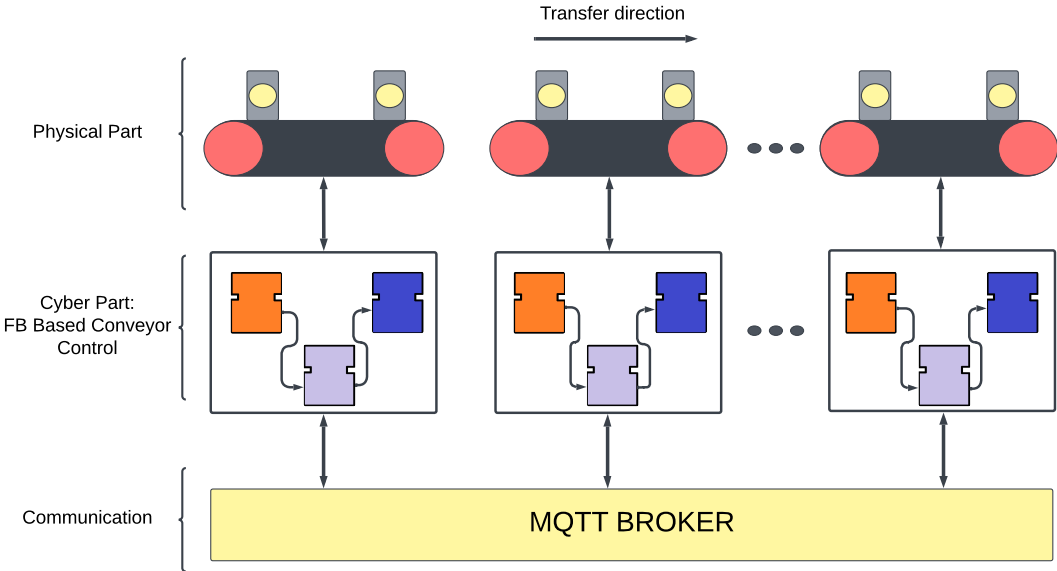 Transfer direction
Physical Part
Cyber Part:
FB Based Conveyor
Control
Communication
MQTT BROKER